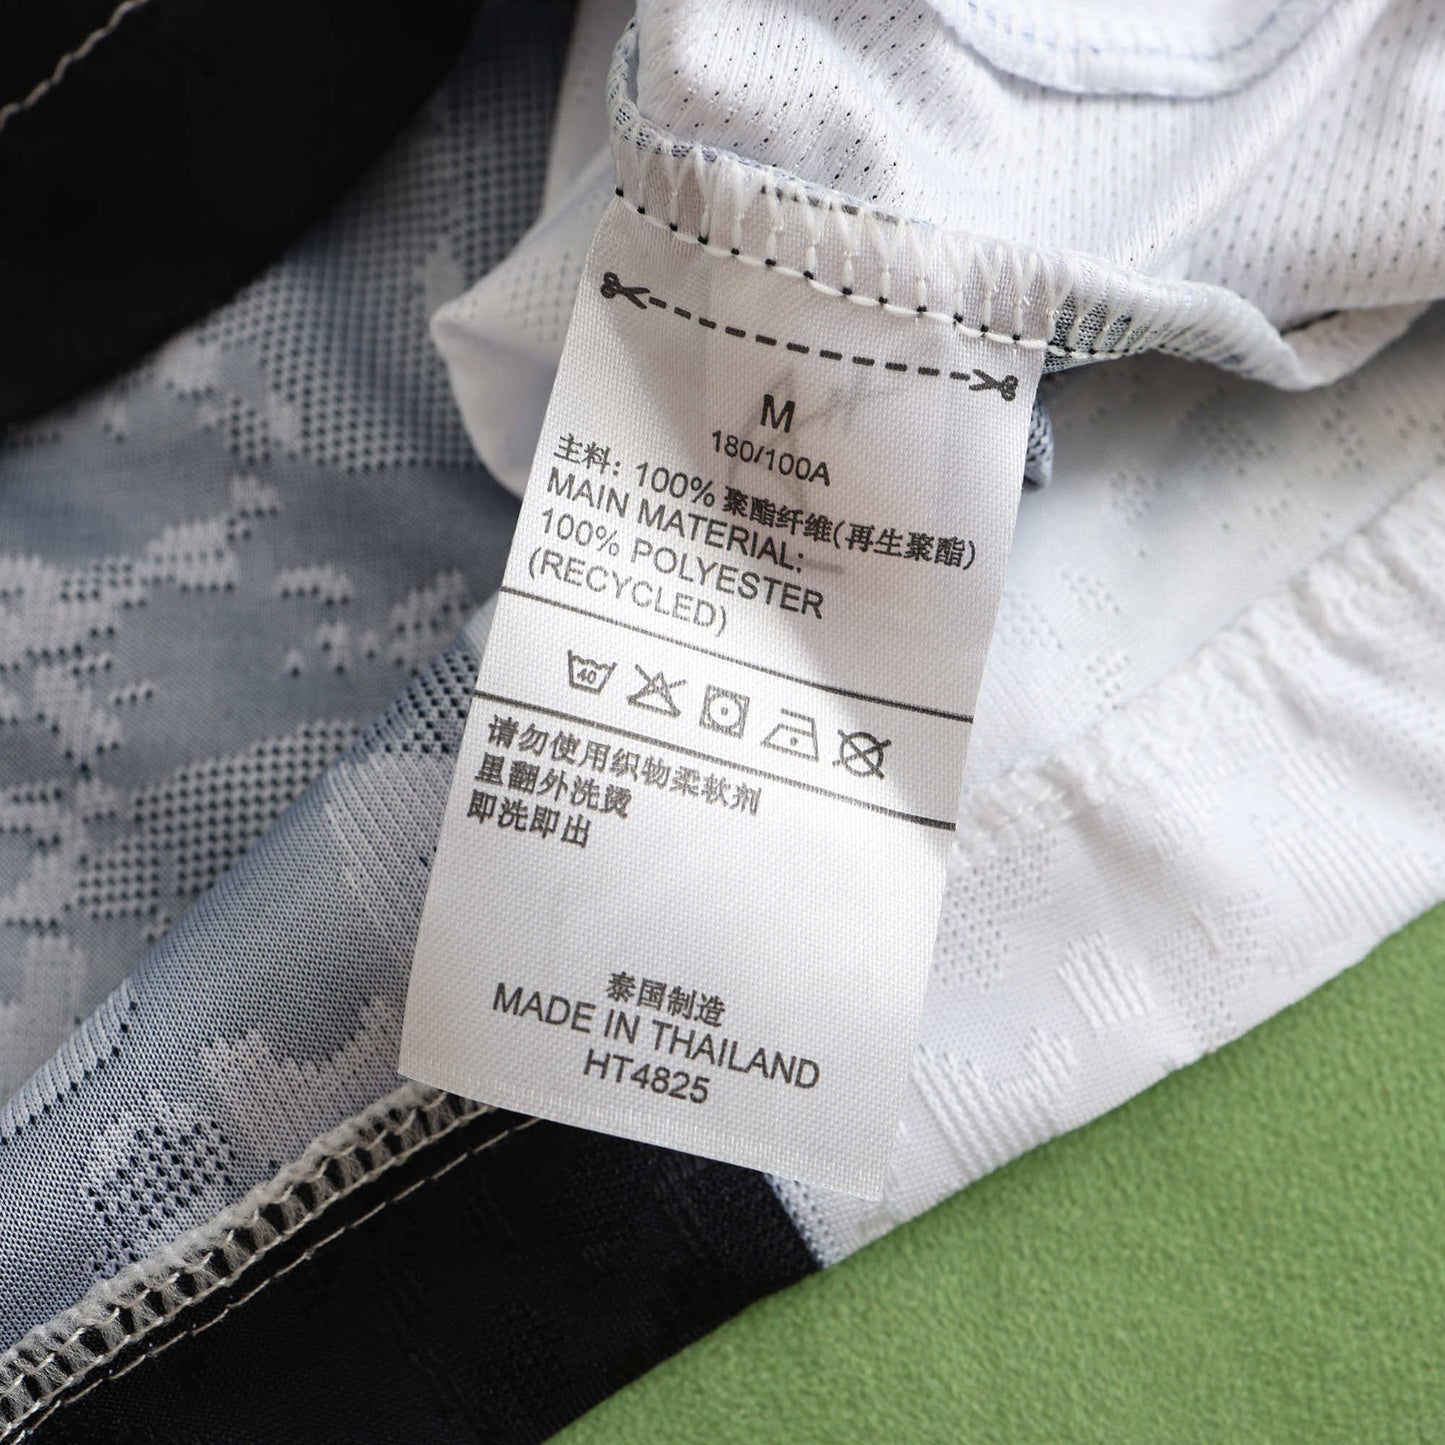 M
180/100A
主料: 100% 聚酯纤维(再生聚酯)
MAIN MATERIAL:
100% POLYESTER
(RECYCLED)
40
请勿使用织物柔软剂
里翻外洗烫
即洗即出
泰国制造
MADE IN THAILAND
HT4825